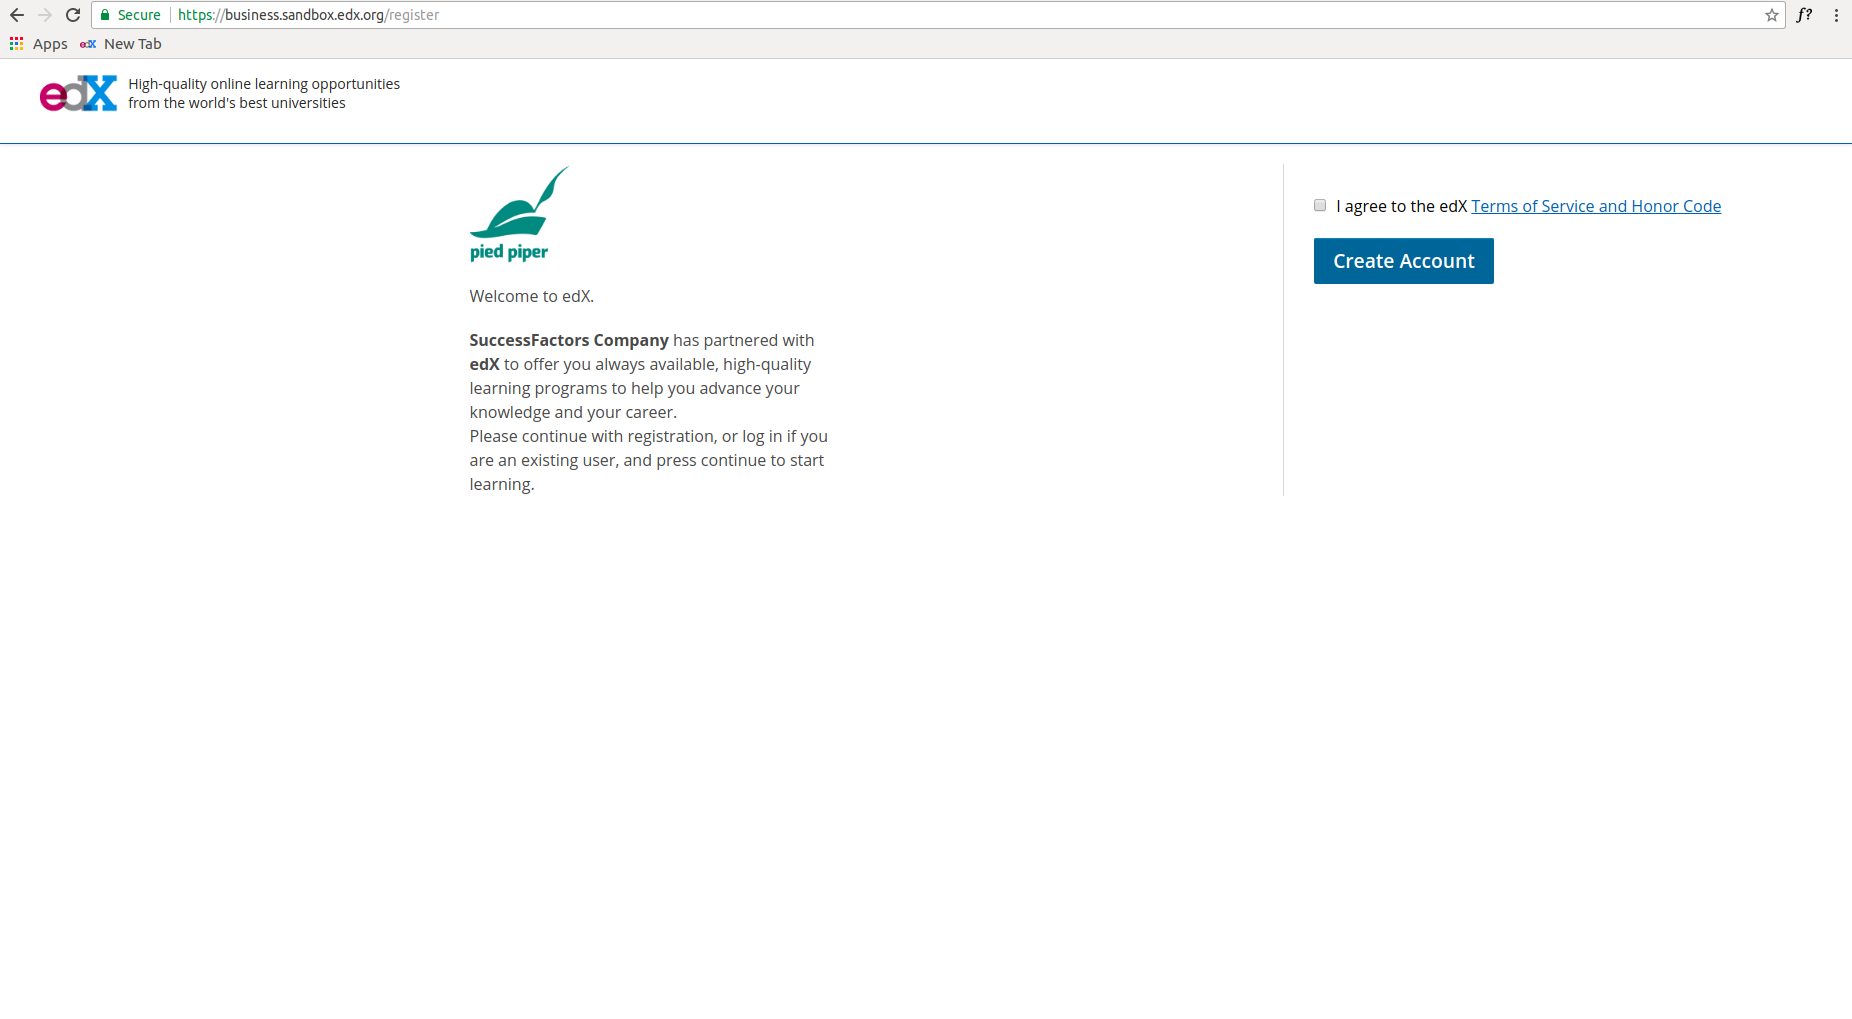 Secure https://business.sandbox.edx.org/register f?
Apps edX New Tab
edX
High-quality online learning opportunities
from the world's best universities
pied piper
Welcome to edX.
SuccessFactors Company has partnered with
edX to offer you always available, high-quality
learning programs to help you advance your
knowledge and your career.
Please continue with registration, or log in if you
are an existing user, and press continue to start
learning.
I agree to the edX Terms of Service and Honor Code
Create Account